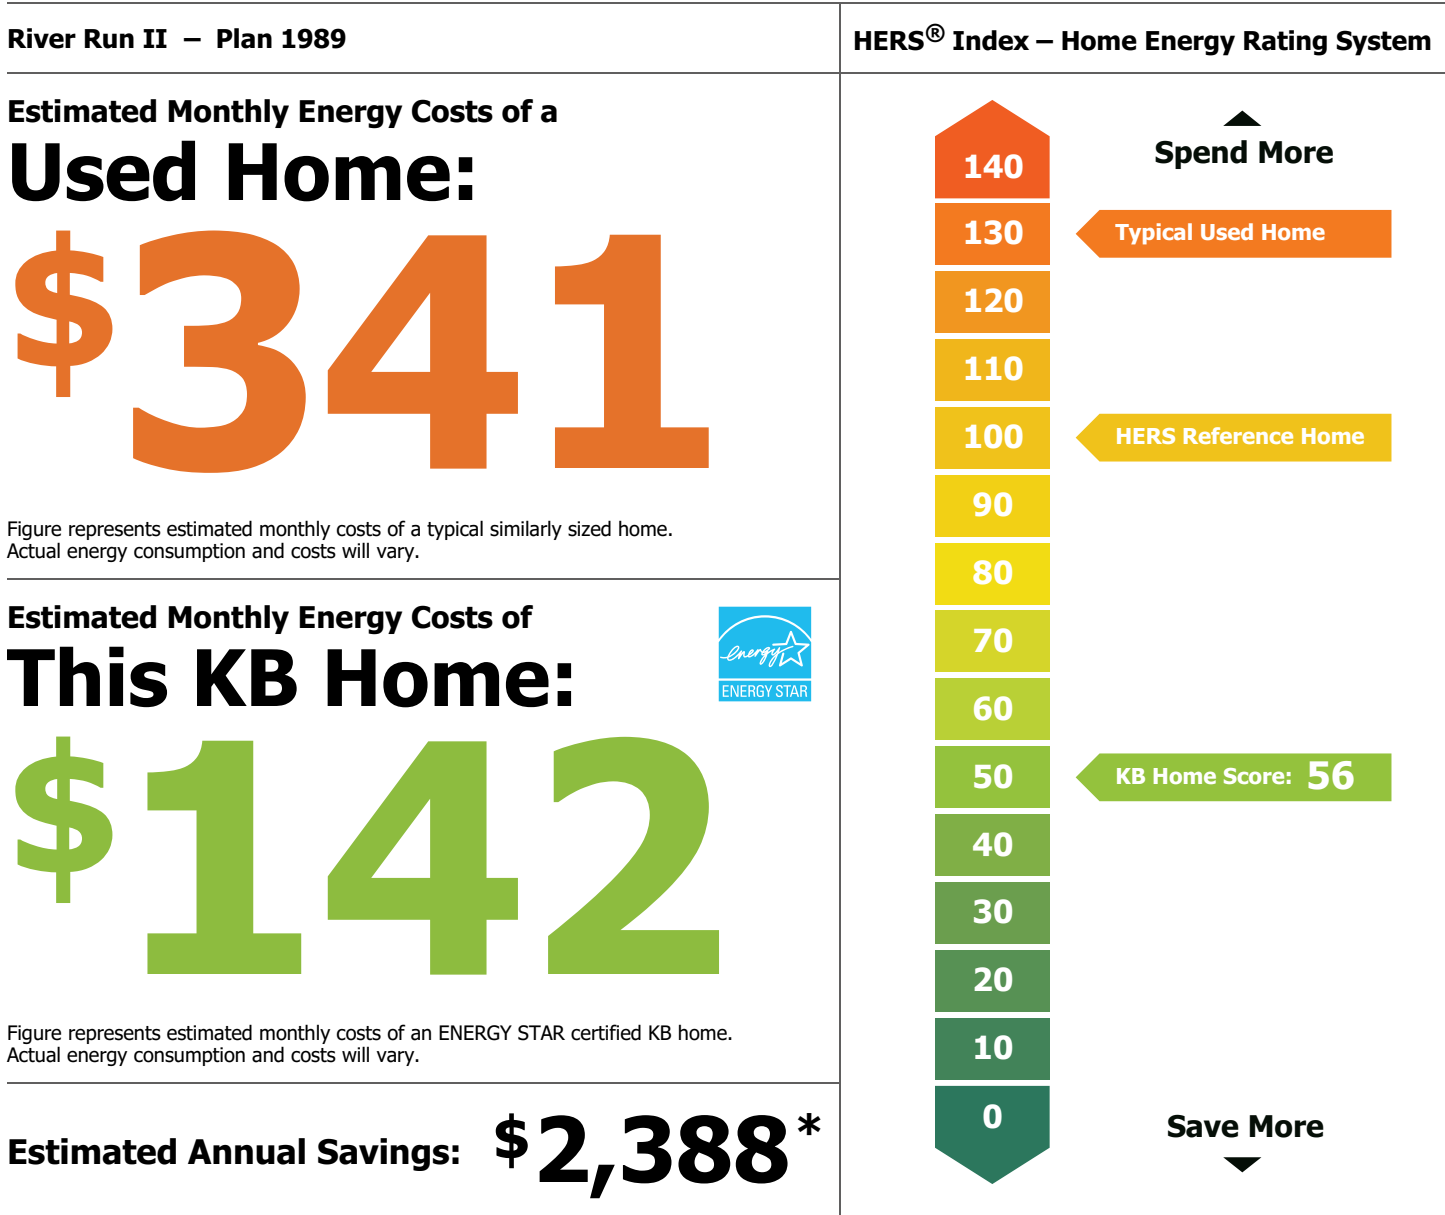 River Run II – Plan 1989
Estimated Monthly Energy Costs of a
Used Home:
$341
Figure represents estimated monthly costs of a typical similarly sized home.
Actual energy consumption and costs will vary.
Estimated Monthly Energy Costs of
This KB Home:
energy
ENERGY STAR
$142
Figure represents estimated monthly costs of an ENERGY STAR certified KB home.
Actual energy consumption and costs will vary.
Estimated Annual Savings: $2,388*
HERS® Index – Home Energy Rating System
Spend More
140
130 Typical Used Home
120
110
100 HERS Reference Home
90
80
70
60
50 KB Home Score: 56
40
30
20
10
0
Save More